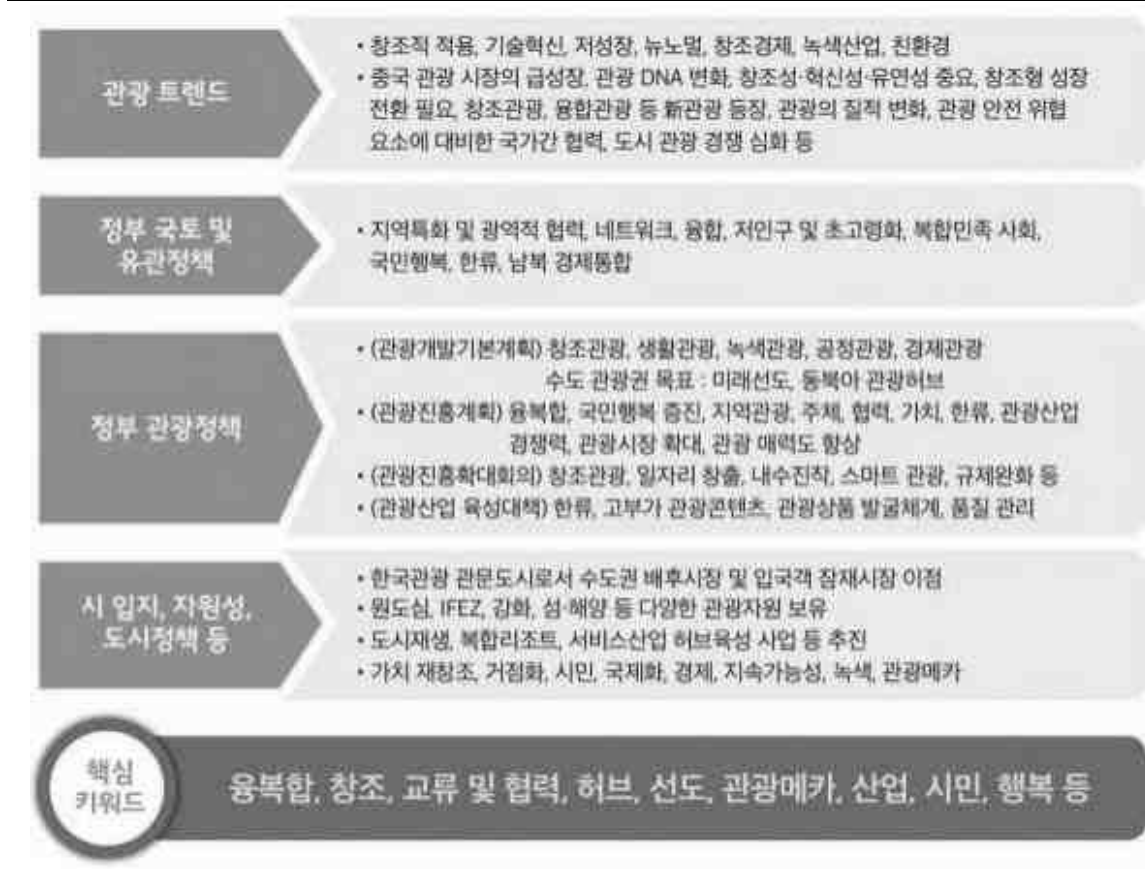 관광 트렌드
• 창조적 적용, 기술혁신, 저성장, 뉴노멀, 창조경제, 녹색산업, 친환경
• 중국 관광 시장의 급성장, 관광 DNA 변화, 창조성·혁신성·유연성 중요, 창조형 성장
전환 필요, 창조관광, 융합관광 등 新관광 등장, 관광의 질적 변화, 관광 안전 위협
요소에 대비한 국가간 협력, 도시 관광 경쟁 심화 등
정부 국토 및
유관정책
• 지역특화 및 광역적 협력, 네트워크, 융합, 저인구 및 초고령화, 복합민족 사회,
국민행복, 한류, 남북 경제통합
정부 관광정책
• (관광개발기본계획) 창조관광, 생활관광, 녹색관광, 공정관광, 경제관광
수도 관광권 목표 : 미래선도, 동북아 관광허브
• (관광진흥계획) 융복합, 국민행복 증진, 지역관광, 주체, 협력, 가치, 한류, 관광산업
경쟁력, 관광시장 확대, 관광 매력도 향상
• (관광진흥확대회의) 창조관광, 일자리 창출, 내수진작, 스마트 관광, 규제완화 등
• (관광산업 육성대책) 한류, 고부가 관광콘텐츠, 관광상품 발굴체계, 품질 관리
시 입지, 자원성,
도시정책 등
• 한국관광 관문도시로서 수도권 배후시장 및 입국객 잠재시장 이점
• 원도심, IFEZ, 강화, 섬·해양 등 다양한 관광자원 보유
• 도시재생, 복합리조트, 서비스산업 허브육성 사업 등 추진
• 가치 재창조, 거점화, 시민, 국제화, 경제, 지속가능성, 녹색, 관광메카
핵심
키워드
융복합, 창조, 교류 및 협력, 허브, 선도, 관광메카, 산업, 시민, 행복 등